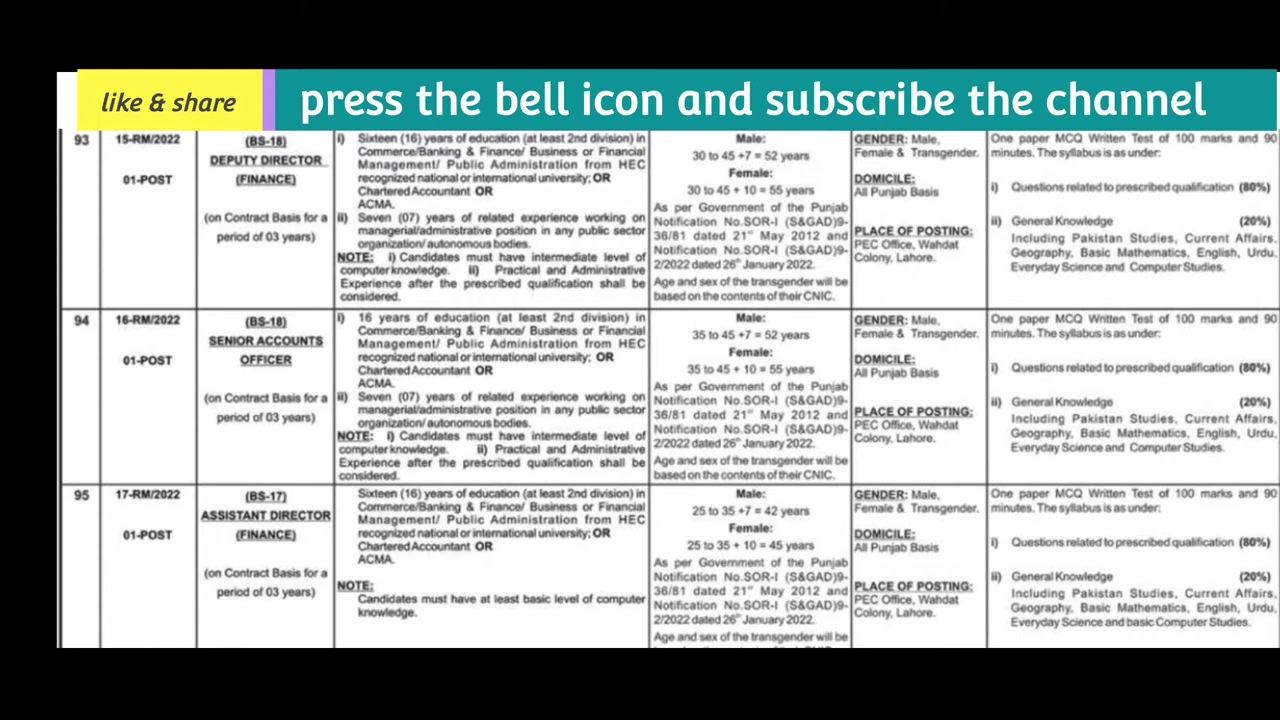 like & share
press the bell icon and subscribe the channel
93
15-RM/2022
01-POST
(BS-18)
DEPUTY DIRECTOR
(FINANCE)
(on Contract Basis for a
period of 03 years)
i) Sixteen (16) years of education (at least 2nd division) in
Commerce/Banking & Finance/ Business or Financial
Management/ Public Administration from HEC
recognized national or international university; OR
Chartered Accountant OR
ACMA.
ii) Seven (07) years of related experience working on
managerial/administrative position in any public sector
organization/ autonomous bodies.
NOTE: i) Candidates must have intermediate level of
computer knowledge. ii) Practical and Administrative
Experience after the prescribed qualification shall be
considered.
Male:
30 to 45 +7 = 52 years
Female:
30 to 45 + 10 = 55 years
As per Government of the Punjab
Notification No.SOR-I (S&GAD)9-
36/81 dated 21st May 2012 and
Notification No.SOR-I (S&GAD)9-
2/2022 dated 26th January 2022.
Age and sex of the transgender will be
based on the contents of their CNIC.
GENDER: Male,
Female & Transgender.
DOMICILE:
All Punjab Basis
PLACE OF POSTING:
PEC Office, Wahdat
Colony, Lahore.
One paper MCQ Written Test of 100 marks and 90
minutes. The syllabus is as under:
i) Questions related to prescribed qualification (80%)
ii) General Knowledge (20%)
Including Pakistan Studies, Current Affairs,
Geography, Basic Mathematics, English, Urdu,
Everyday Science and Computer Studies.
94
16-RM/2022
01-POST
(BS-18)
SENIOR ACCOUNTS
OFFICER
(on Contract Basis for a
period of 03 years)
i) 16 years of education (at least 2nd division) in
Commerce/Banking & Finance/ Business or Financial
Management/ Public Administration from HEC
recognized national or international university; OR
Chartered Accountant OR
ACMA.
ii) Seven (07) years of related experience working on
managerial/administrative position in any public sector
organization/ autonomous bodies.
NOTE: i) Candidates must have intermediate level of
computer knowledge. ii) Practical and Administrative
Experience after the prescribed qualification shall be
considered.
Male:
35 to 45 +7 = 52 years
Female:
35 to 45 + 10 = 55 years
As per Government of the Punjab
Notification No.SOR-I (S&GAD)9-
36/81 dated 21st May 2012 and
Notification No.SOR-I (S&GAD)9-
2/2022 dated 26th January 2022.
Age and sex of the transgender will be
based on the contents of their CNIC.
GENDER: Male,
Female & Transgender.
DOMICILE:
All Punjab Basis
PLACE OF POSTING:
PEC Office, Wahdat
Colony, Lahore.
One paper MCQ Written Test of 100 marks and 90
minutes. The syllabus is as under:
i) Questions related to prescribed qualification (80%)
ii) General Knowledge (20%)
Including Pakistan Studies, Current Affairs,
Geography, Basic Mathematics, English, Urdu,
Everyday Science and Computer Studies.
95
17-RM/2022
01-POST
(BS-17)
ASSISTANT DIRECTOR
(FINANCE)
(on Contract Basis for a
period of 03 years)
Sixteen (16) years of education (at least 2nd division) in
Commerce/Banking & Finance/ Business or Financial
Management/ Public Administration from HEC
recognized national or international university; OR
Chartered Accountant OR
ACMA.
NOTE:
Candidates must have at least basic level of computer
knowledge.
Male:
25 to 35 +7 = 42 years
Female:
25 to 35 + 10 = 45 years
As per Government of the Punjab
Notification No.SOR-I (S&GAD)9-
36/81 dated 21st May 2012 and
Notification No.SOR-I (S&GAD)9-
2/2022 dated 26th January 2022.
Age and sex of the transgender will be
GENDER: Male,
Female & Transgender.
DOMICILE:
All Punjab Basis
PLACE OF POSTING:
PEC Office, Wahdat
Colony, Lahore.
One paper MCQ Written Test of 100 marks and 90
minutes. The syllabus is as under:
i) Questions related to prescribed qualification (80%)
ii) General Knowledge (20%)
Including Pakistan Studies, Current Affairs,
Geography, Basic Mathematics, English, Urdu,
Everyday Science and basic Computer Studies.